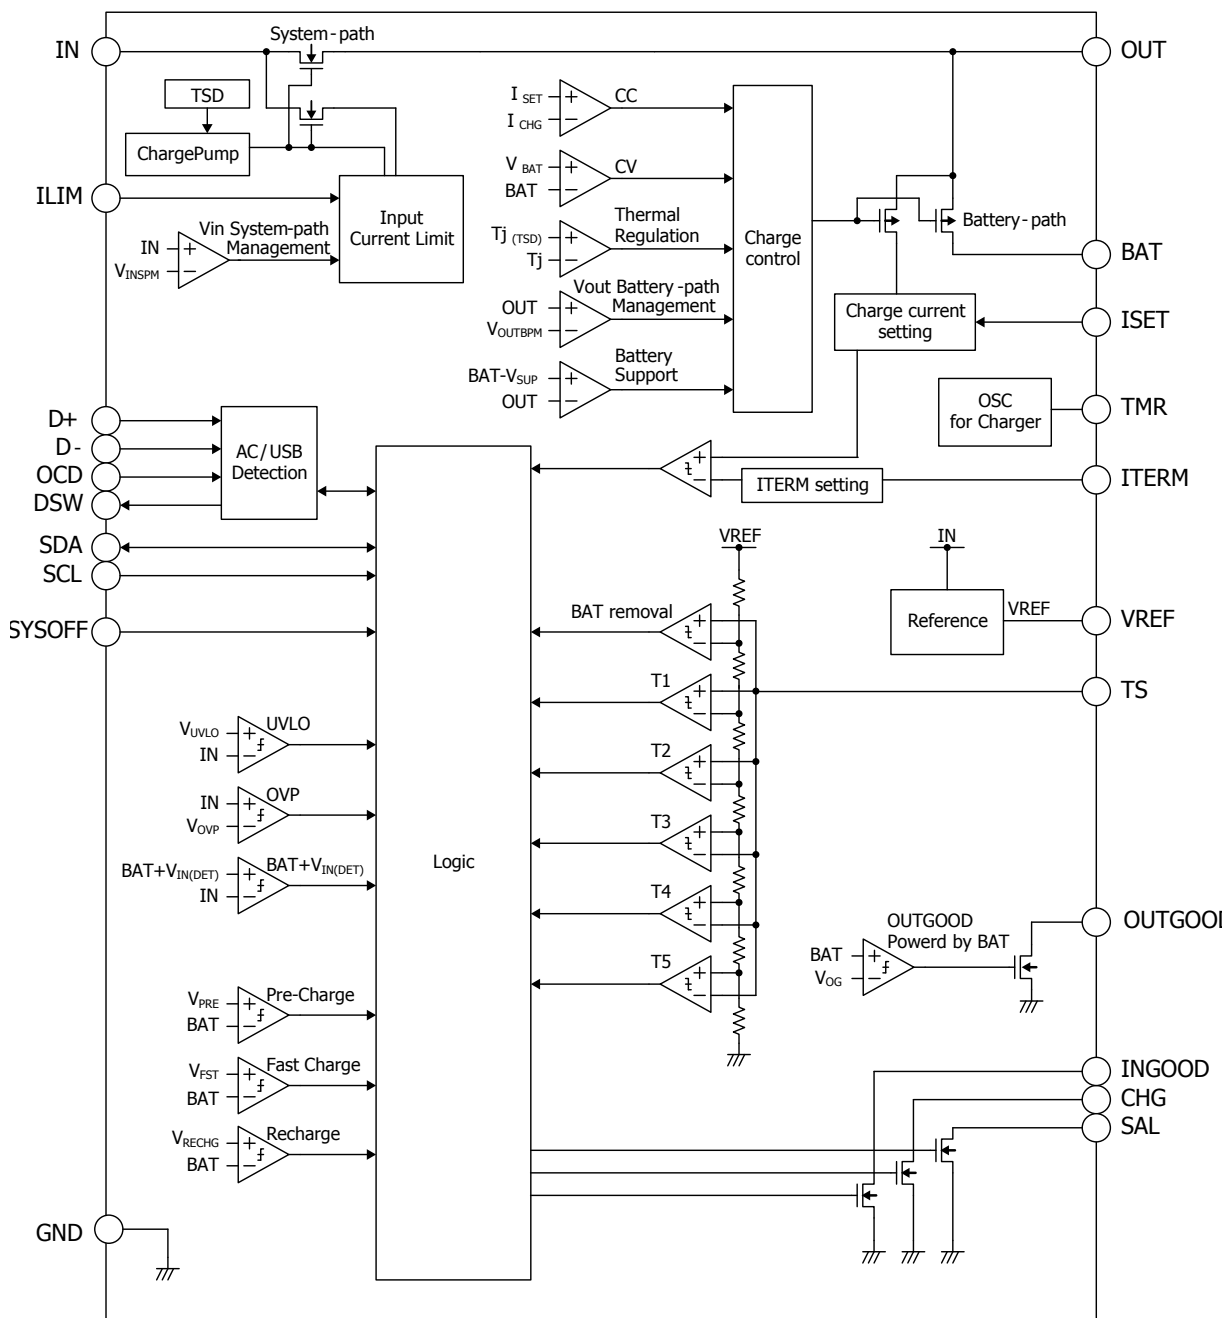 System-path
IN
OUT
TSD
ChargePump
I SET
I CHG
CC
V BAT
BAT
CV
ILIM
Input
Current Limit
Vin System-path
Management
IN
VINSPM
Tj (TSD)
Tj
Thermal
Regulation
Charge
control
Battery-path
BAT
Vout Battery-path
Management
OUT
VOUTBPM
Charge current
setting
ISET
BAT-VSUP
OUT
Battery
Support
OSC
for Charger
TMR
D+
D-
OCD
DSW
AC/USB
Detection
ITERM setting
ITERM
SDA
SCL
VREF
IN
SYSOFF
BAT removal
Reference
VREF
VREF
T1
TS
VUVLO
IN
UVLO
T2
IN
VOVP
OVP
T3
Logic
BAT+VIN(DET)
IN
BAT+VIN(DET)
T4
OUTGOOD
Powerd by BAT
OUTGOOD
BAT
VOG
T5
VPRE
BAT
Pre-Charge
VFST
BAT
Fast Charge
INGOOD
CHG
SAL
VRECHG
BAT
Recharge
GND